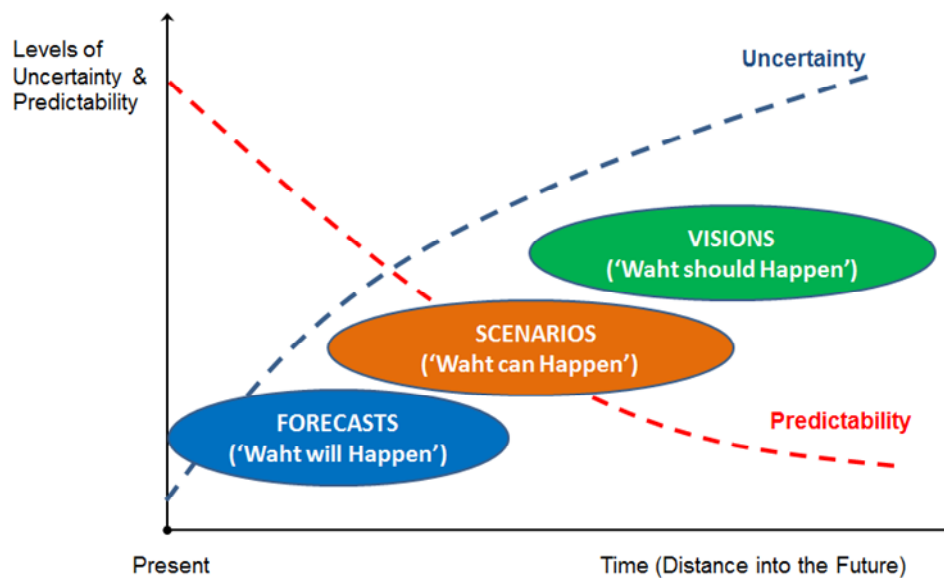 Levels of
Uncertainty &
Predictability
Uncertainty
VISIONS
('Waht should Happen')
SCENARIOS
('Waht can Happen')
FORECASTS
('Waht will Happen')
Predictability
Present
Time (Distance into the Future)